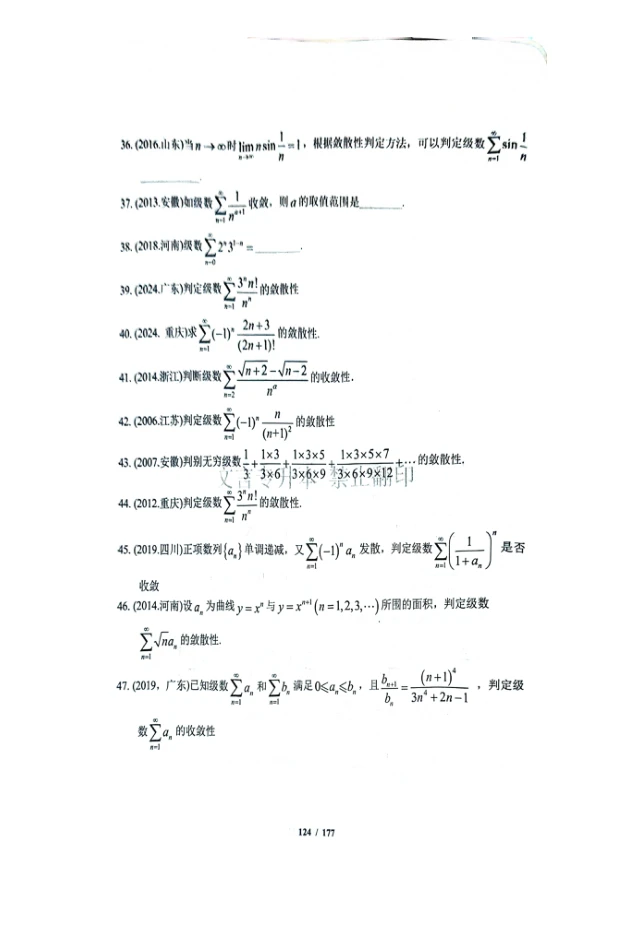 36.(2016.山东)当 n→∞时 lim_{n→∞} n sin 1/n =1，根据敛散性判定方法，可以判定级数 ∑_{n=1}^{∞} sin 1/n
________.
37.(2013.安徽)如级数 ∑_{n=1}^{∞} 1/n^{a+1} 收敛，则 a 的取值范围是________.
38.(2018.河南)级数 ∑_{n=0}^{∞} 2^n 3^{1-n} = ________.
39.(2024.广东)判定级数 ∑_{n=1}^{∞} 3^n n!/n^n 的敛散性
40.(2024. 重庆)求 ∑_{n=1}^{∞} (-1)^n (2n+3)/(2n+1)! 的敛散性.
41.(2014.浙江)判断级数 ∑_{n=2}^{∞} (√(n+2)-√(n-2))/n^α 的收敛性.
42.(2006.江苏)判定级数 ∑_{n=1}^{∞} (-1)^n n/(n+1)^2 的敛散性
43.(2007.安徽)判别无穷级数 1/3 + (1×3)/(3×6) + (1×3×5)/(3×6×9) + (1×3×5×7)/(3×6×9×12) +⋯ 的敛散性.
专升本 禁止翻印
44.(2012.重庆)判定级数 ∑_{n=1}^{∞} 3^n n!/n^n 的敛散性.
45.(2019.四川)正项数列{a_n}单调递减，又 ∑_{n=1}^{∞} (-1)^n a_n 发散，判定级数 ∑_{n=1}^{∞} (1/(1+a_n))^n 是否
收敛
46.(2014.河南)设 a_n 为曲线 y=x^n 与 y=x^{n+1}(n=1,2,3,⋯)所围的面积，判定级数
∑_{n=1}^{∞} √n a_n 的敛散性.
47.(2019，广东)已知级数 ∑_{n=1}^{∞} a_n 和 ∑_{n=1}^{∞} b_n 满足 0≤a_n≤b_n，且 b_{n+1}/b_n = (n+1)^4/(3n^4+2n-1)，判定级
数 ∑_{n=1}^{∞} a_n 的收敛性
124 / 177